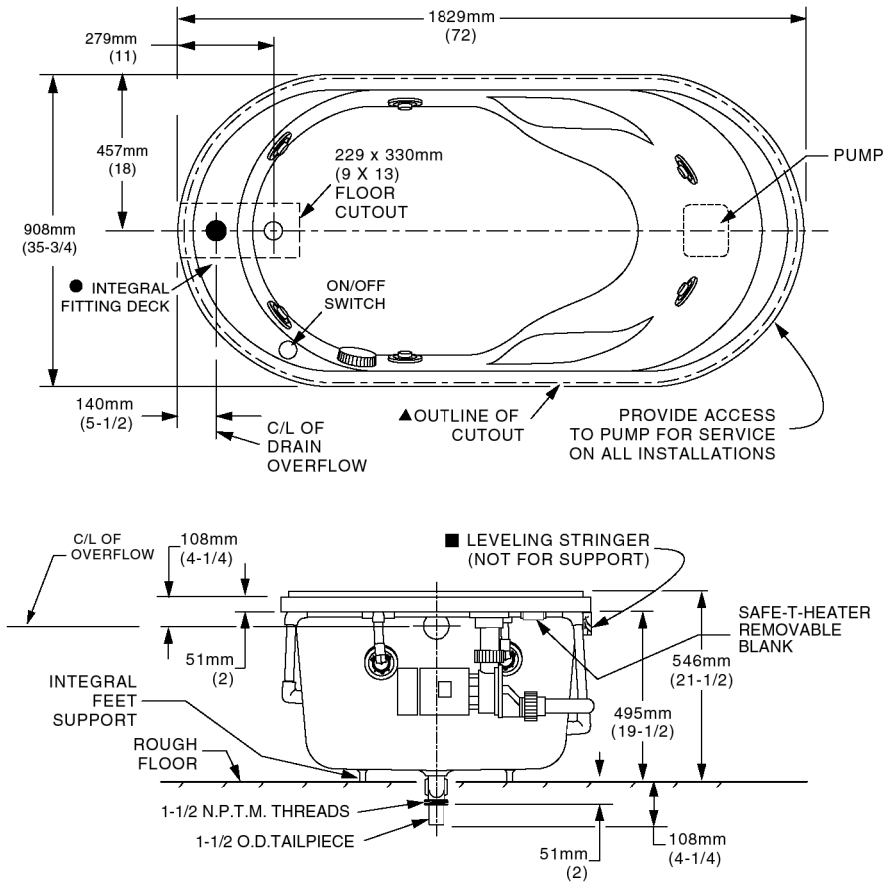 1829mm
(72)
279mm
(11)
457mm
(18)
229 x 330mm
(9 X 13)
FLOOR
CUTOUT
PUMP
908mm
(35-3/4)
● INTEGRAL
FITTING DECK
ON/OFF
SWITCH
140mm
(5-1/2)
C/L OF
DRAIN
OVERFLOW
▲OUTLINE OF
CUTOUT
PROVIDE ACCESS
TO PUMP FOR SERVICE
ON ALL INSTALLATIONS
C/L OF
OVERFLOW
108mm
(4-1/4)
■ LEVELING STRINGER
(NOT FOR SUPPORT)
SAFE-T-HEATER
REMOVABLE
BLANK
51mm
(2)
546mm
(21-1/2)
INTEGRAL
FEET
SUPPORT
495mm
(19-1/2)
ROUGH
FLOOR
1-1/2 N.P.T.M. THREADS
1-1/2 O.D.TAILPIECE
51mm
(2)
108mm
(4-1/4)